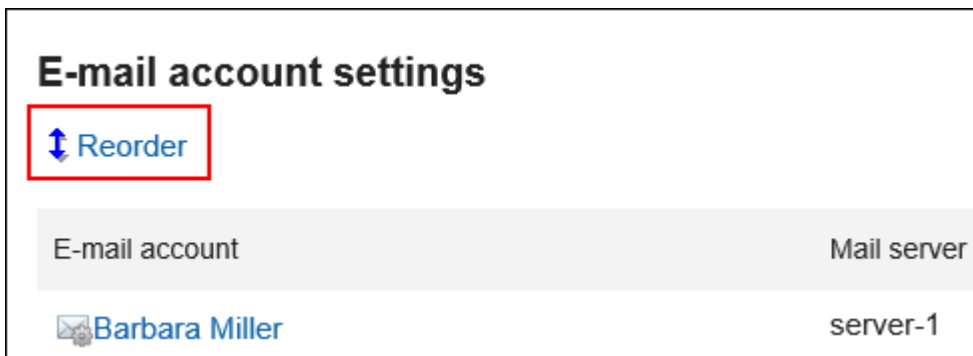 E-mail account settings
Reorder
E-mail account Mail server
Barbara Miller server-1